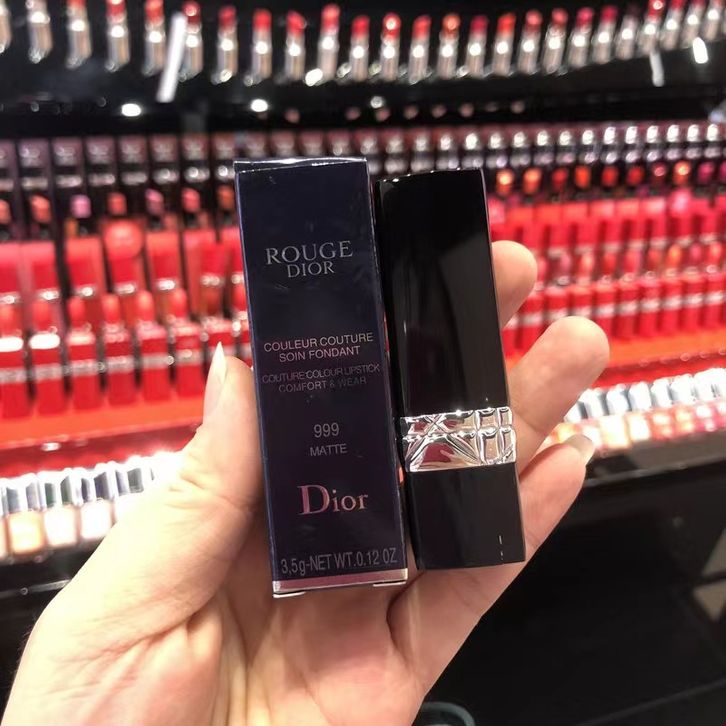 ROUGE
DIOR
COULEUR COUTURE
SOIN FONDANT
COUTURE COLOUR LIPSTICK
COMFORT & WEAR
999
MATTE
Dior
3,5g-NET WT.0.12 OZ